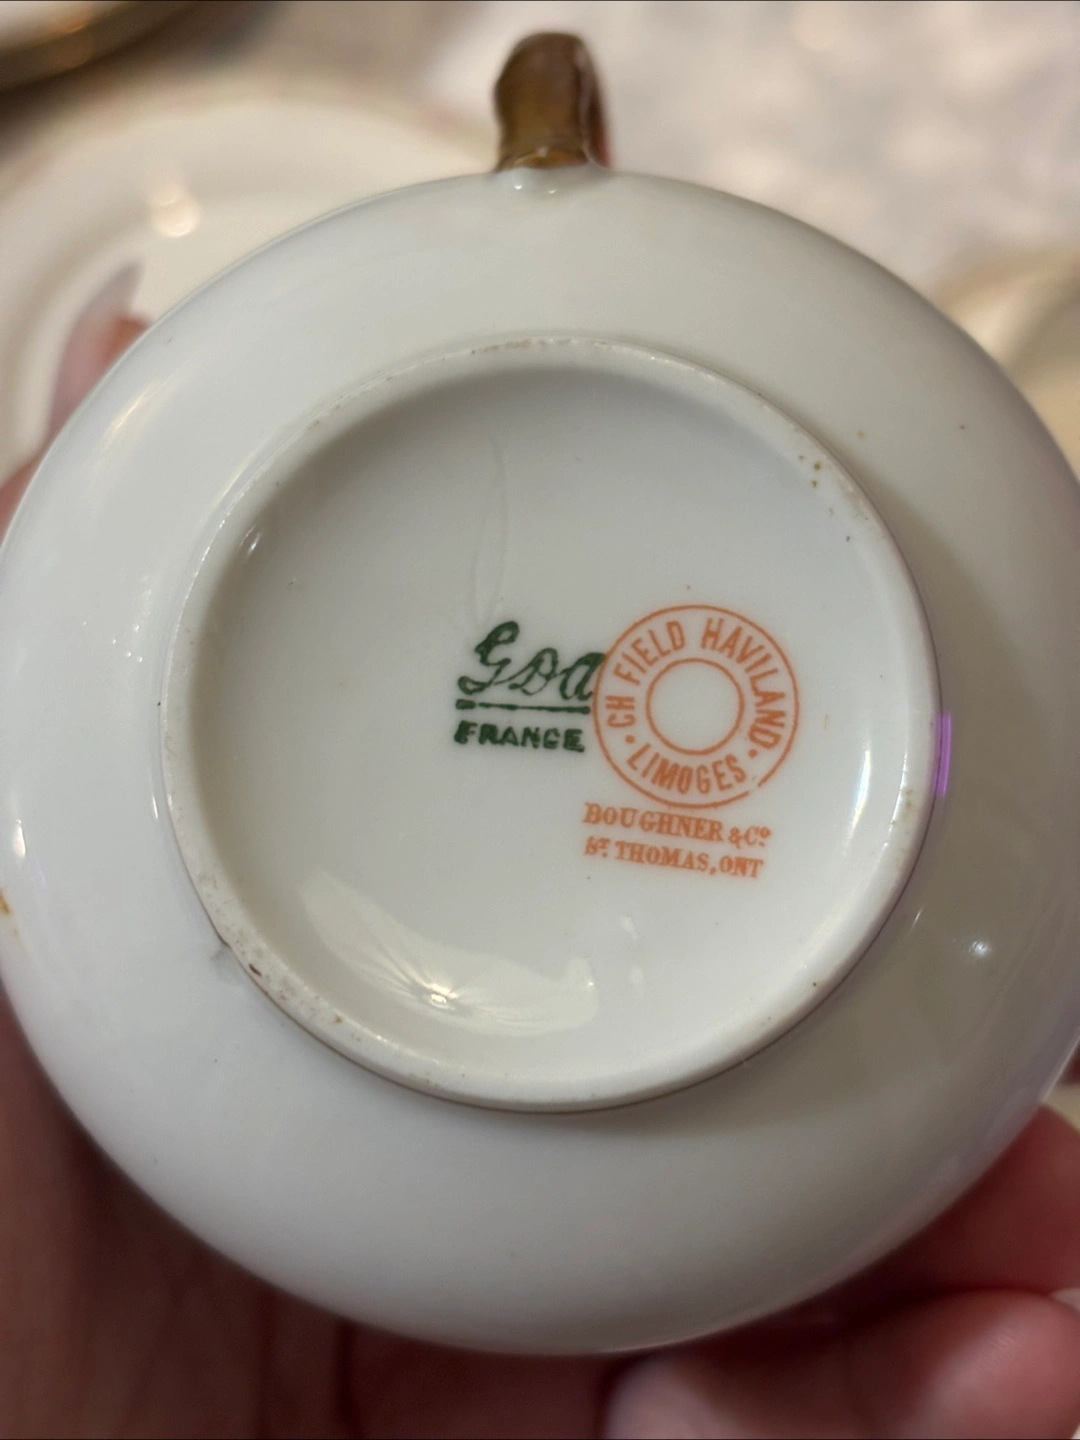 GDA
FRANCE
CH FIELD HAVILAND
· LIMOGES ·
BOUGHNER & Cº
ST. THOMAS, ONT